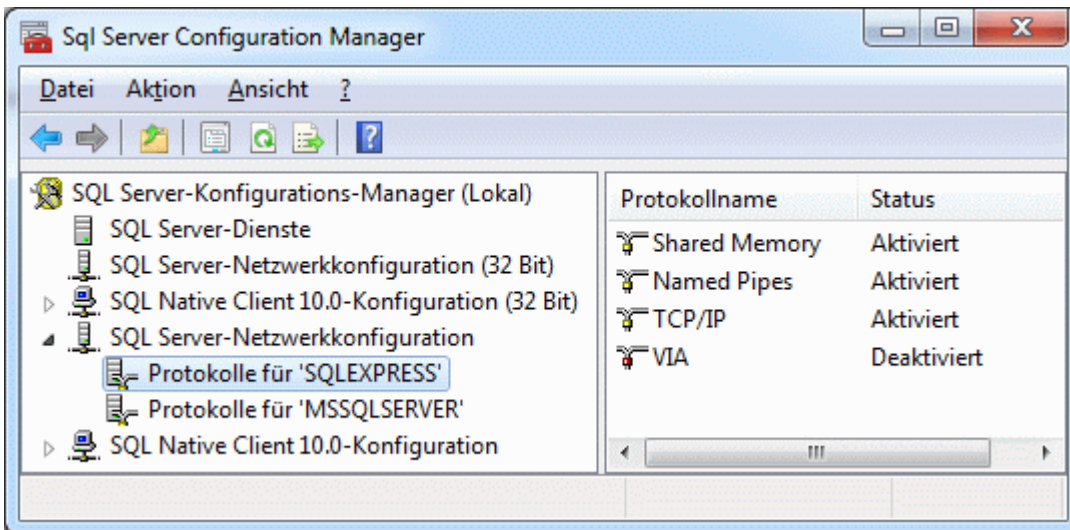 Sql Server Configuration Manager
Datei Aktion Ansicht ?
SQL Server-Konfigurations-Manager (Lokal)
SQL Server-Dienste
SQL Server-Netzwerkkonfiguration (32 Bit)
SQL Native Client 10.0-Konfiguration (32 Bit)
SQL Server-Netzwerkkonfiguration
Protokolle für 'SQLEXPRESS'
Protokolle für 'MSSQLSERVER'
SQL Native Client 10.0-Konfiguration
Protokollname Status
Shared Memory Aktiviert
Named Pipes Aktiviert
TCP/IP Aktiviert
VIA Deaktiviert